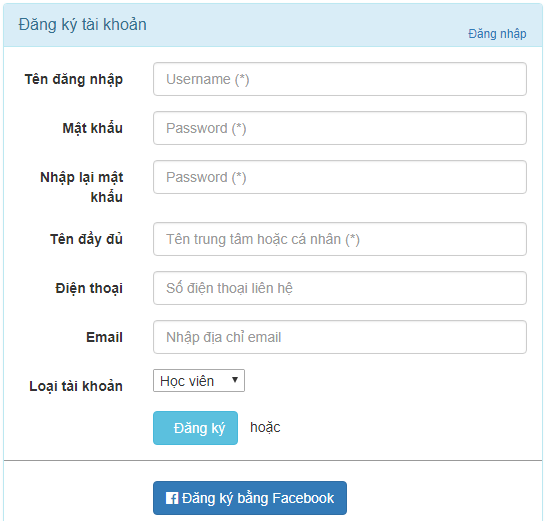 Đăng ký tài khoản
Đăng nhập
Tên đăng nhập
Username (*)
Mật khẩu
Password (*)
Nhập lại mật
khẩu
Password (*)
Tên đầy đủ
Tên trung tâm hoặc cá nhân (*)
Điện thoại
Số điện thoại liên hệ
Email
Nhập địa chỉ email
Loại tài khoản
Học viên
Đăng ký hoặc
Đăng ký bằng Facebook